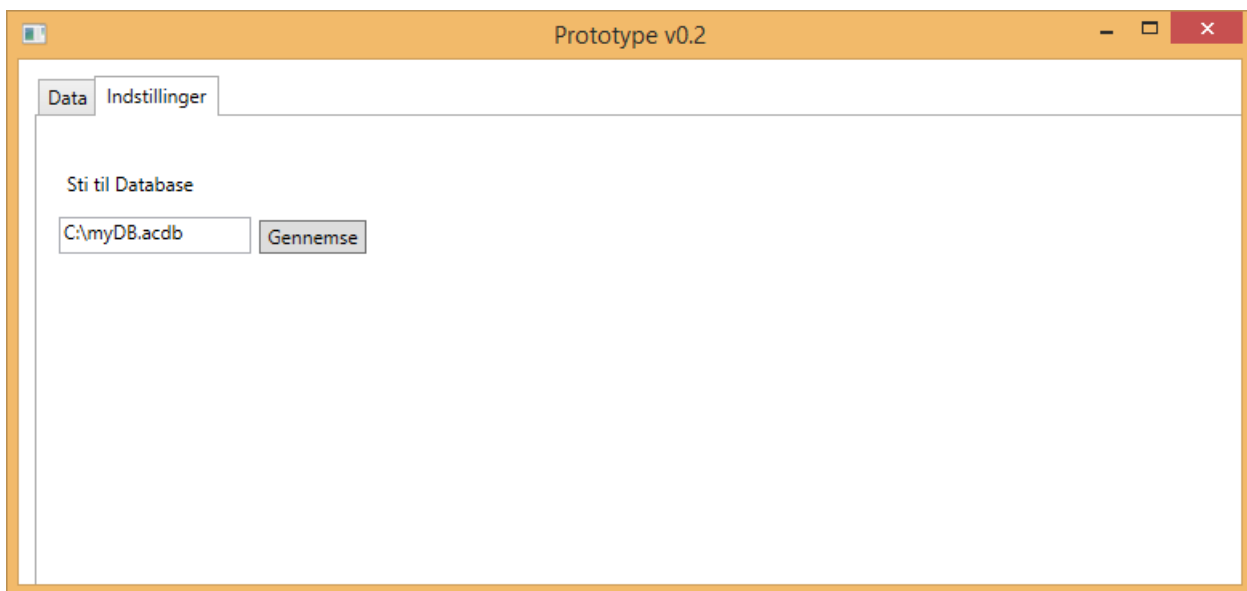 Prototype v0.2
Data Indstillinger
Sti til Database
C:\myDB.acdb Gennemse